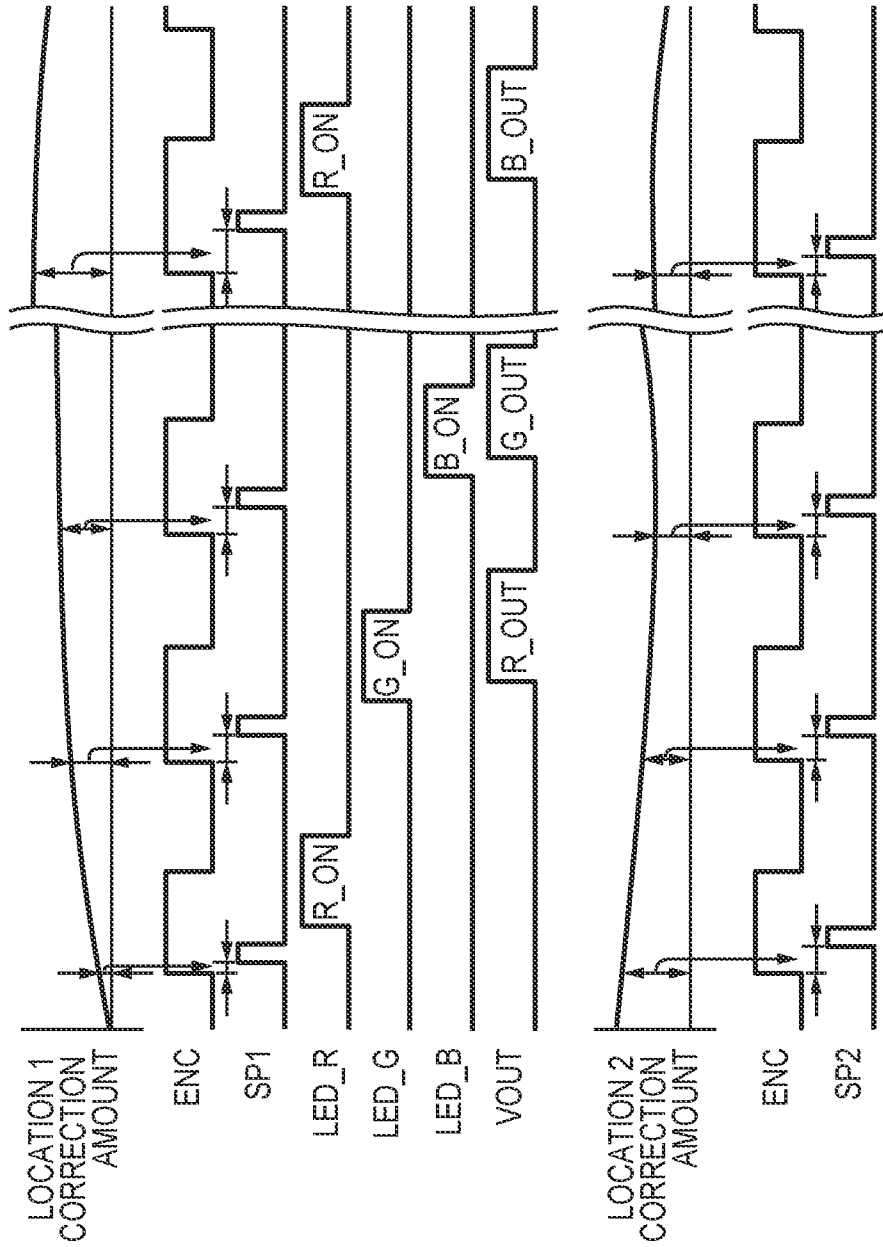 LOCATION 1
CORRECTION
AMOUNT
ENC
SP1
LED_R
R_ON
R_ON
LED_G
G_ON
LED_B
B_ON
VOUT
R_OUT
G_OUT
B_OUT
LOCATION 2
CORRECTION
AMOUNT
ENC
SP2